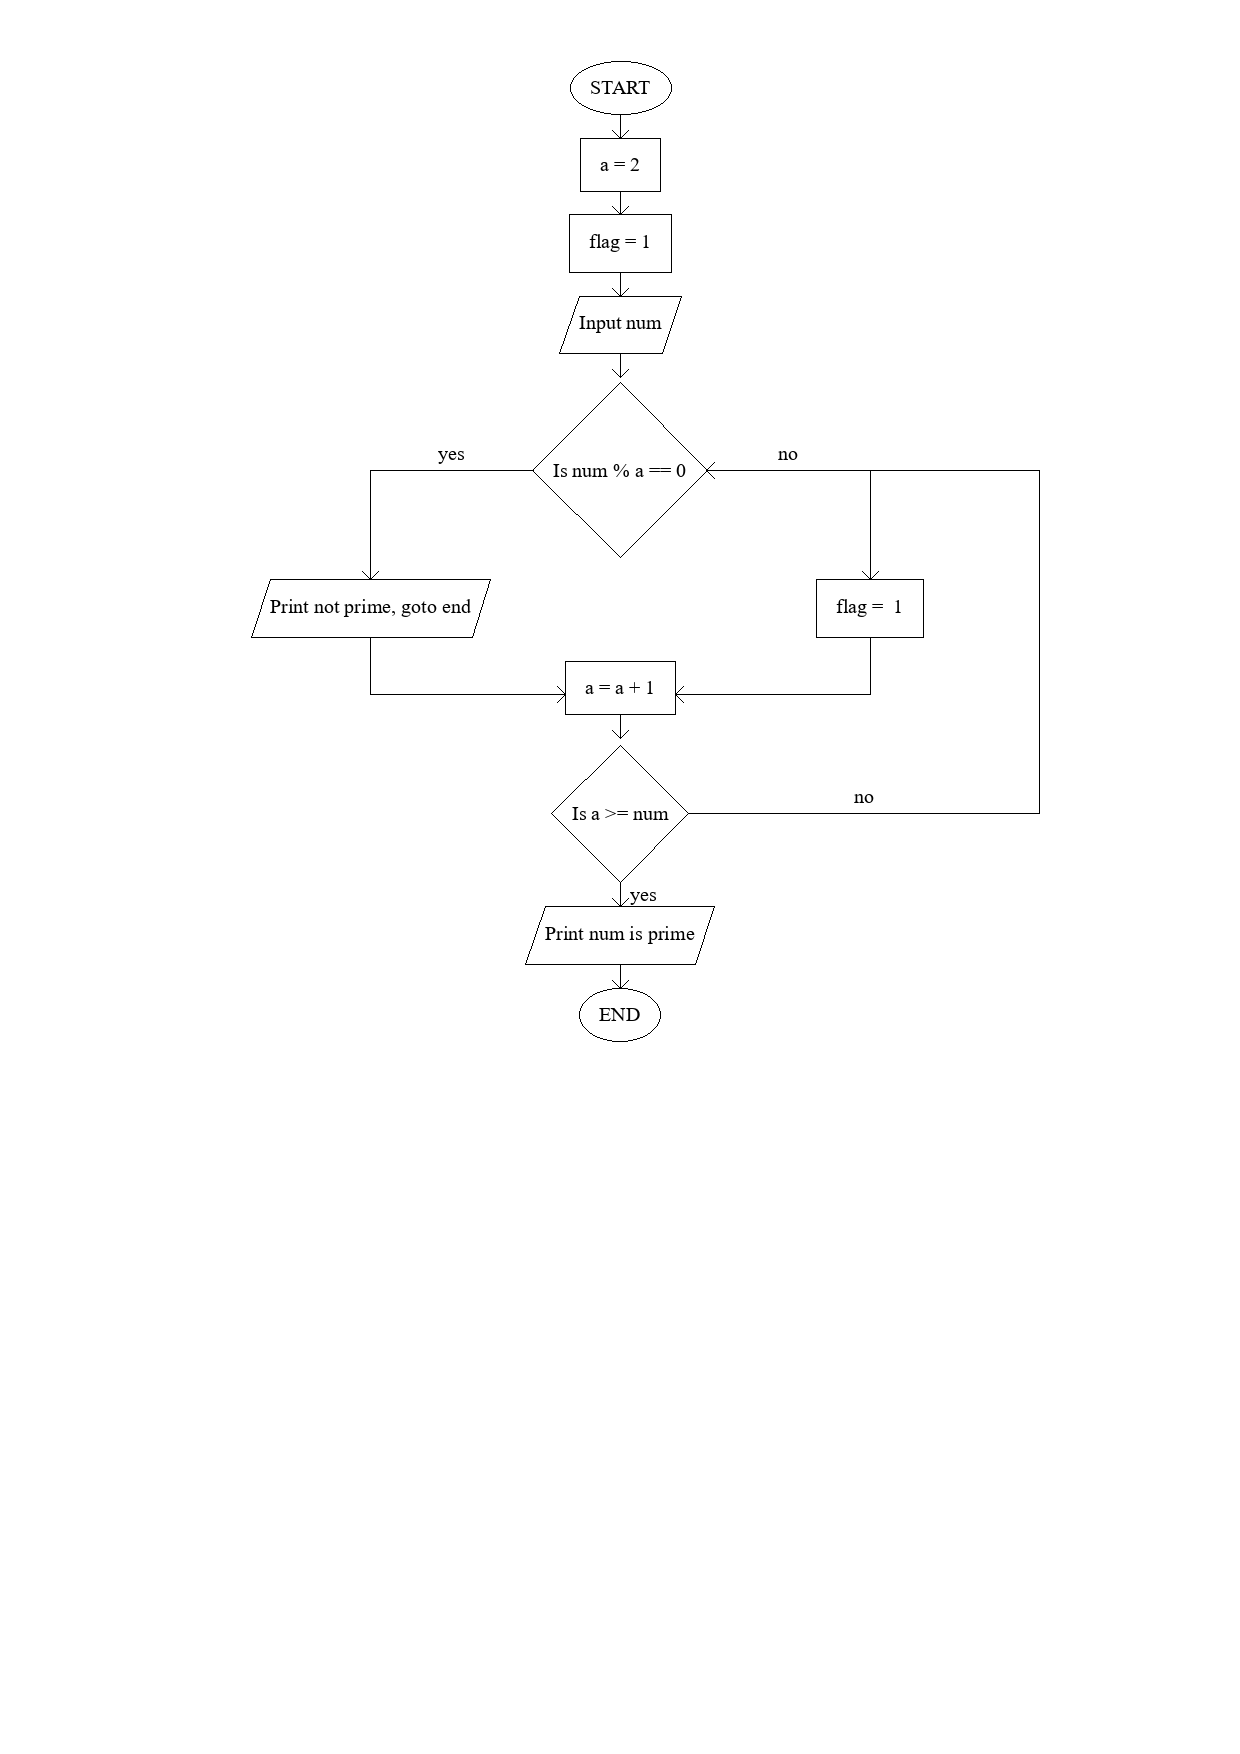 START
a = 2
flag = 1
Input num
yes
no
Is num % a == 0
Print not prime, goto end
flag =  1
a = a + 1
no
Is a >= num
yes
Print num is prime
END